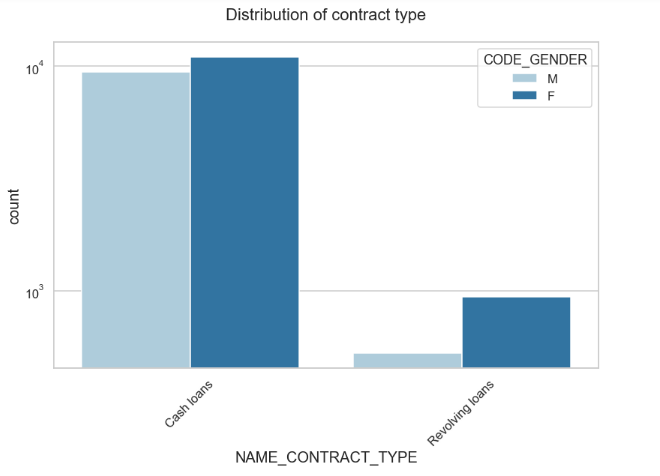 Distribution of contract type
CODE_GENDER
M
F
10⁴
10³
count
Cash loans
Revolving loans
NAME_CONTRACT_TYPE